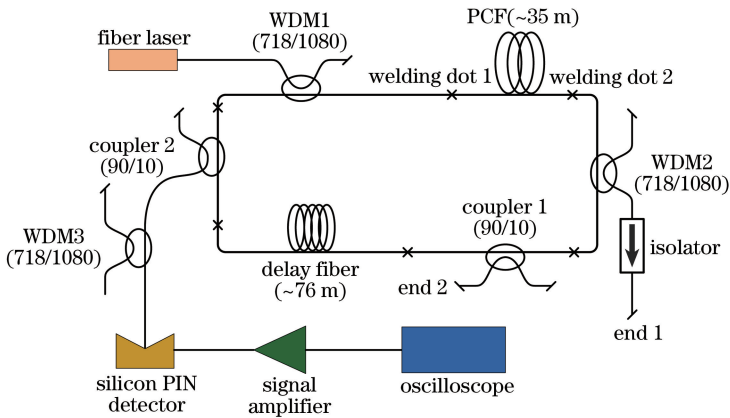 WDM1
(718/1080)
fiber laser
PCF(~35 m)
welding dot 1
welding dot 2
coupler 2
(90/10)
WDM2
(718/1080)
WDM3
(718/1080)
coupler 1
(90/10)
isolator
delay fiber
(~76 m)
end 2
end 1
silicon PIN
detector
signal
amplifier
oscilloscope